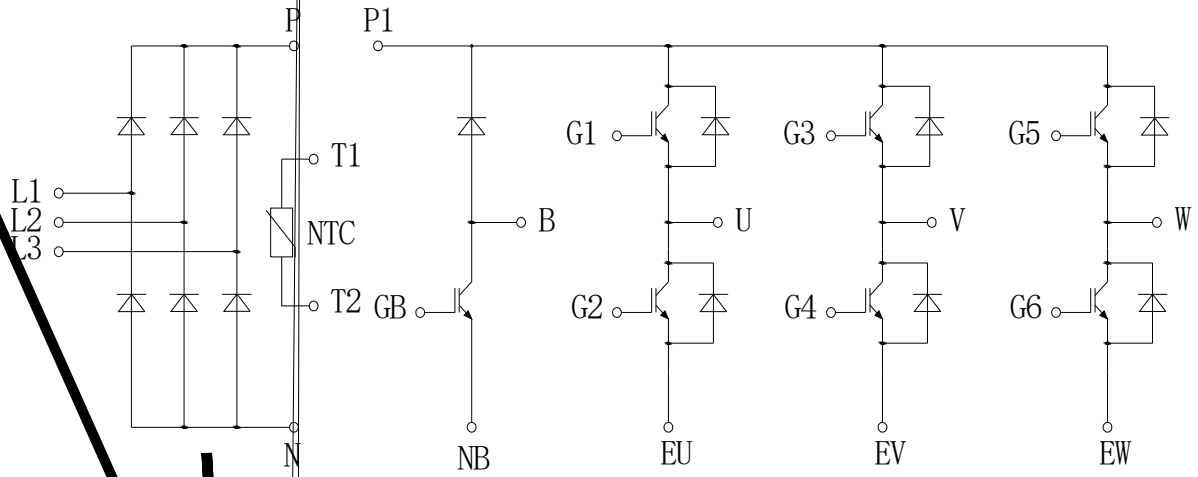 P P1
T1
G1 G3 G5
L1
L2 NTC B U V W
L3
T2 GB G2 G4 G6
N NB EU EV EW